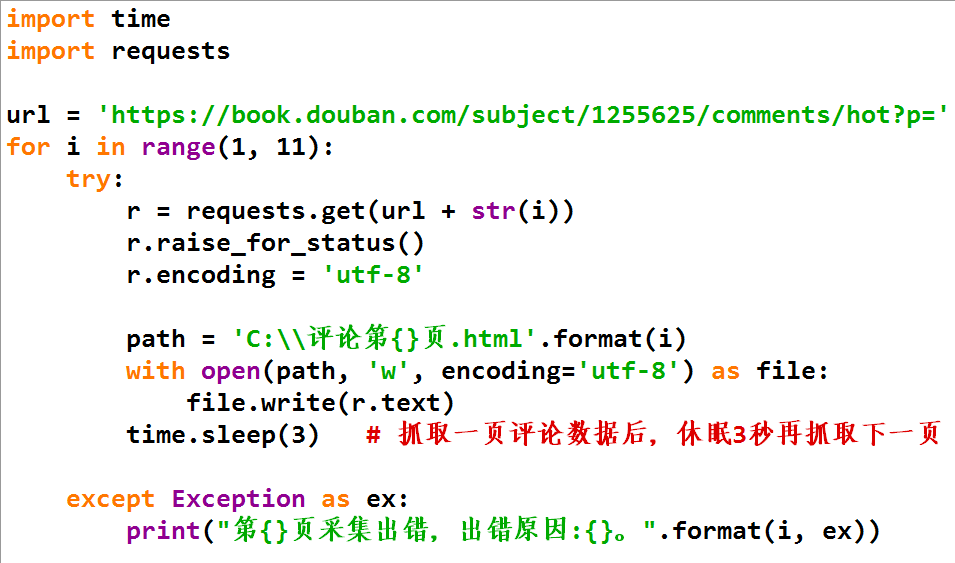 import time
import requests

url = 'https://book.douban.com/subject/1255625/comments/hot?p='
for i in range(1, 11):
    try:
        r = requests.get(url + str(i))
        r.raise_for_status()
        r.encoding = 'utf-8'

        path = 'C:\\评论第{}页.html'.format(i)
        with open(path, 'w', encoding='utf-8') as file:
            file.write(r.text)
        time.sleep(3)   # 抓取一页评论数据后，休眠3秒再抓取下一页

    except Exception as ex:
        print("第{}页采集出错，出错原因:{}。".format(i, ex))